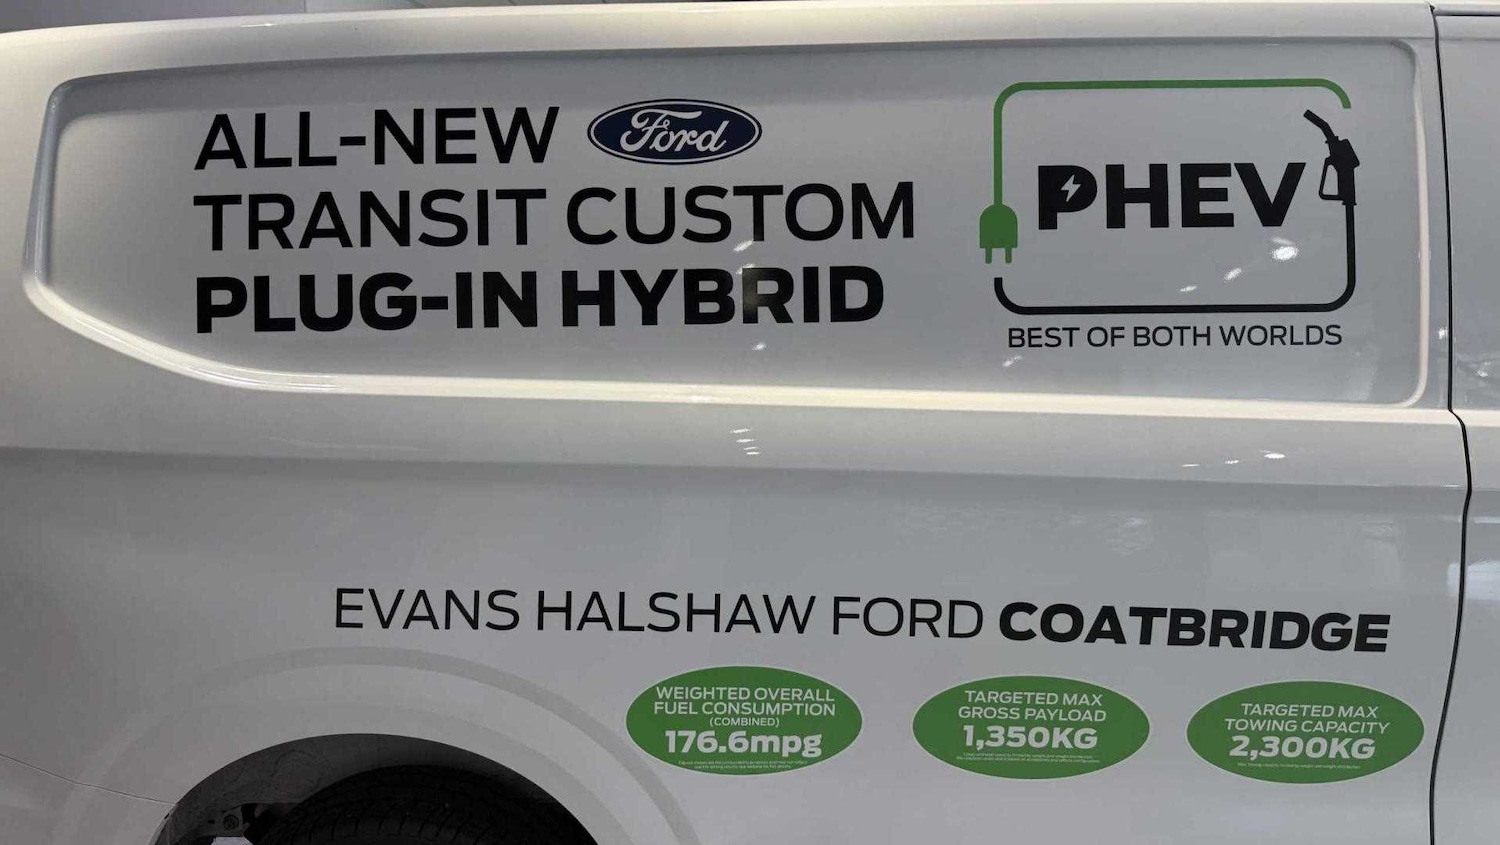 ALL-NEW Ford
TRANSIT CUSTOM
PLUG-IN HYBRID
PHEV
BEST OF BOTH WORLDS
EVANS HALSHAW FORD COATBRIDGE
WEIGHTED OVERALL
FUEL CONSUMPTION
(COMBINED)
176.6mpg
TARGETED MAX
GROSS PAYLOAD
1,350KG
TARGETED MAX
TOWING CAPACITY
2,300KG